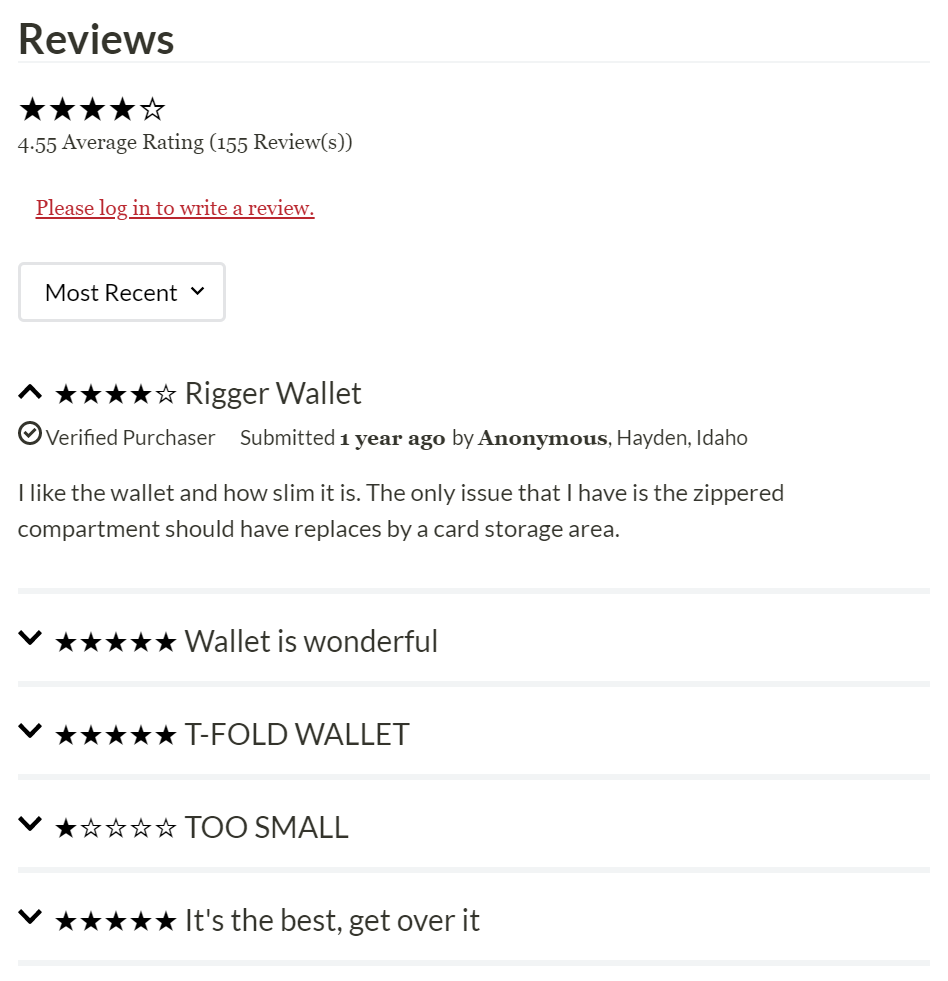 Reviews
★★★★☆
4.55 Average Rating (155 Review(s))
Please log in to write a review.
Most Recent
★★★★☆ Rigger Wallet
Verified Purchaser Submitted 1 year ago by Anonymous, Hayden, Idaho
I like the wallet and how slim it is. The only issue that I have is the zippered
compartment should have replaces by a card storage area.
★★★★★ Wallet is wonderful
★★★★★ T-FOLD WALLET
★☆☆☆☆ TOO SMALL
★★★★★ It's the best, get over it